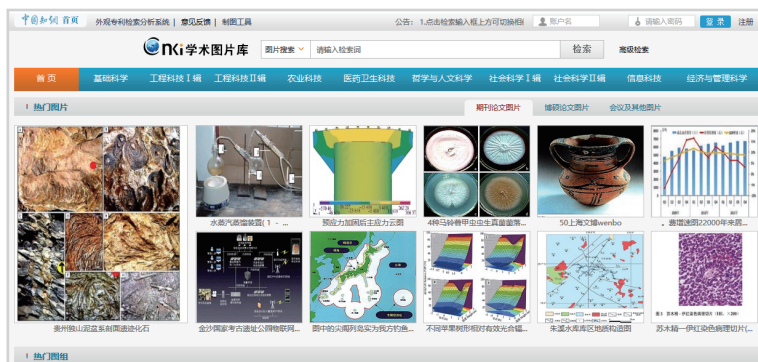 中国知网 首页 外观专利检索分析系统 | 意见反馈 | 制图工具 公告: 1.点击检索输入框上方可切换相 账户名 请输入密码 登 录 注册
CNKI学术图片库 图片搜索 请输入检索词 检索 高级检索
首 页 基础科学 工程科技Ⅰ辑 工程科技Ⅱ辑 农业科技 医药卫生科技 哲学与人文科学 社会科学Ⅰ辑 社会科学Ⅱ辑 信息科技 经济与管理科学
热门图片 期刊论文图片 博硕论文图片 会议及其他图片
水蒸汽蒸馏装置( 1 - ... 预应力加固后主应力云图 4种马铃薯甲虫虫生真菌菌落... 50上海文博wenbo 。费增速图22000年来居...
贵州独山泥盆系剖面遗迹化石 金沙国家考古遗址公园物联网... 图中的尖阁列岛实为我方钓鱼... 不同苹果树形相对有效光合辐... 朱溪水库库区地质构造图 苏木精—伊红染色病理切片(...
热门图组